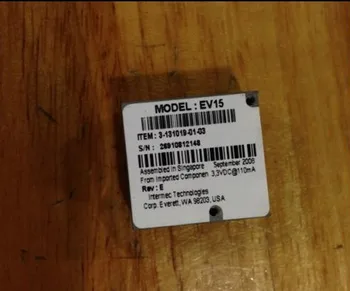 MODEL : EV15
ITEM : 3-131019-01-03
S/N : 26910812148
Assembled in Singapore September 2006
From Imported Componen 3.3VDC@110mA
Rev : E
Intermec Technologies
Corp. Everett, WA 98203, USA